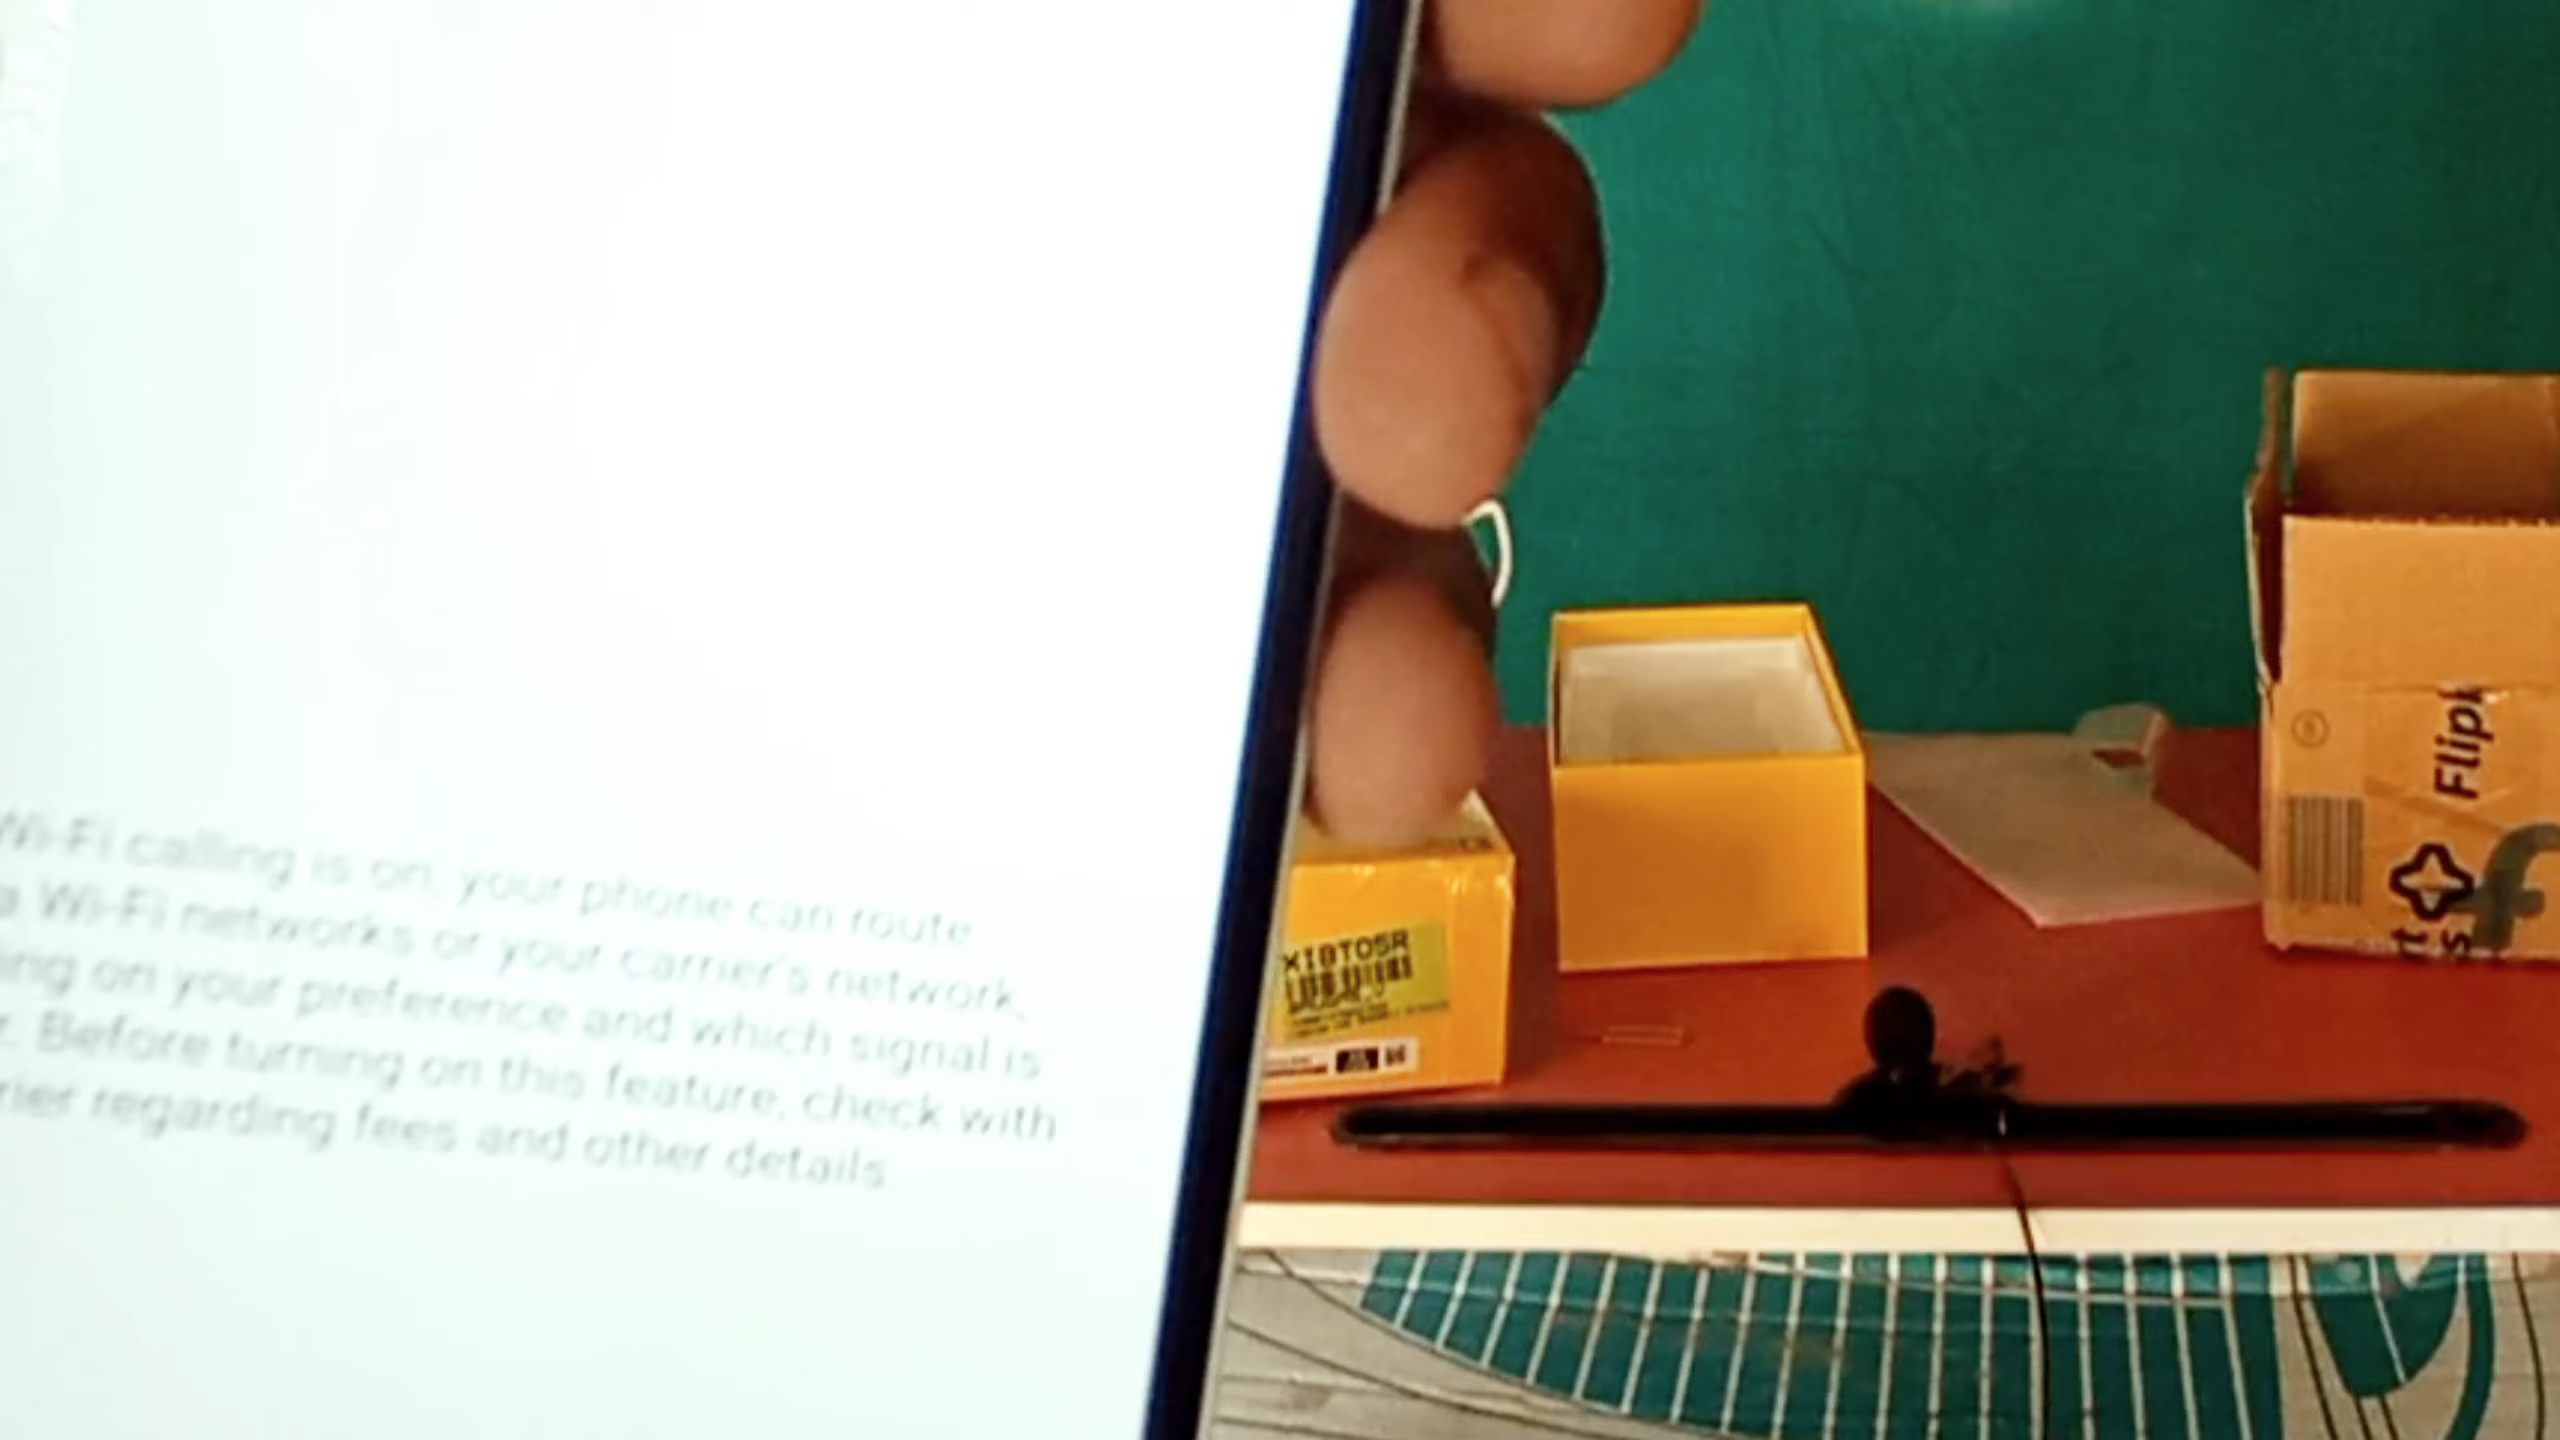 Wi-Fi calling is on, your phone can route
a Wi-Fi networks or your carrier's network,
ing on your preference and which signal is
r. Before turning on this feature, check with
rier regarding fees and other details.
XIBTOSR
Flipk
f